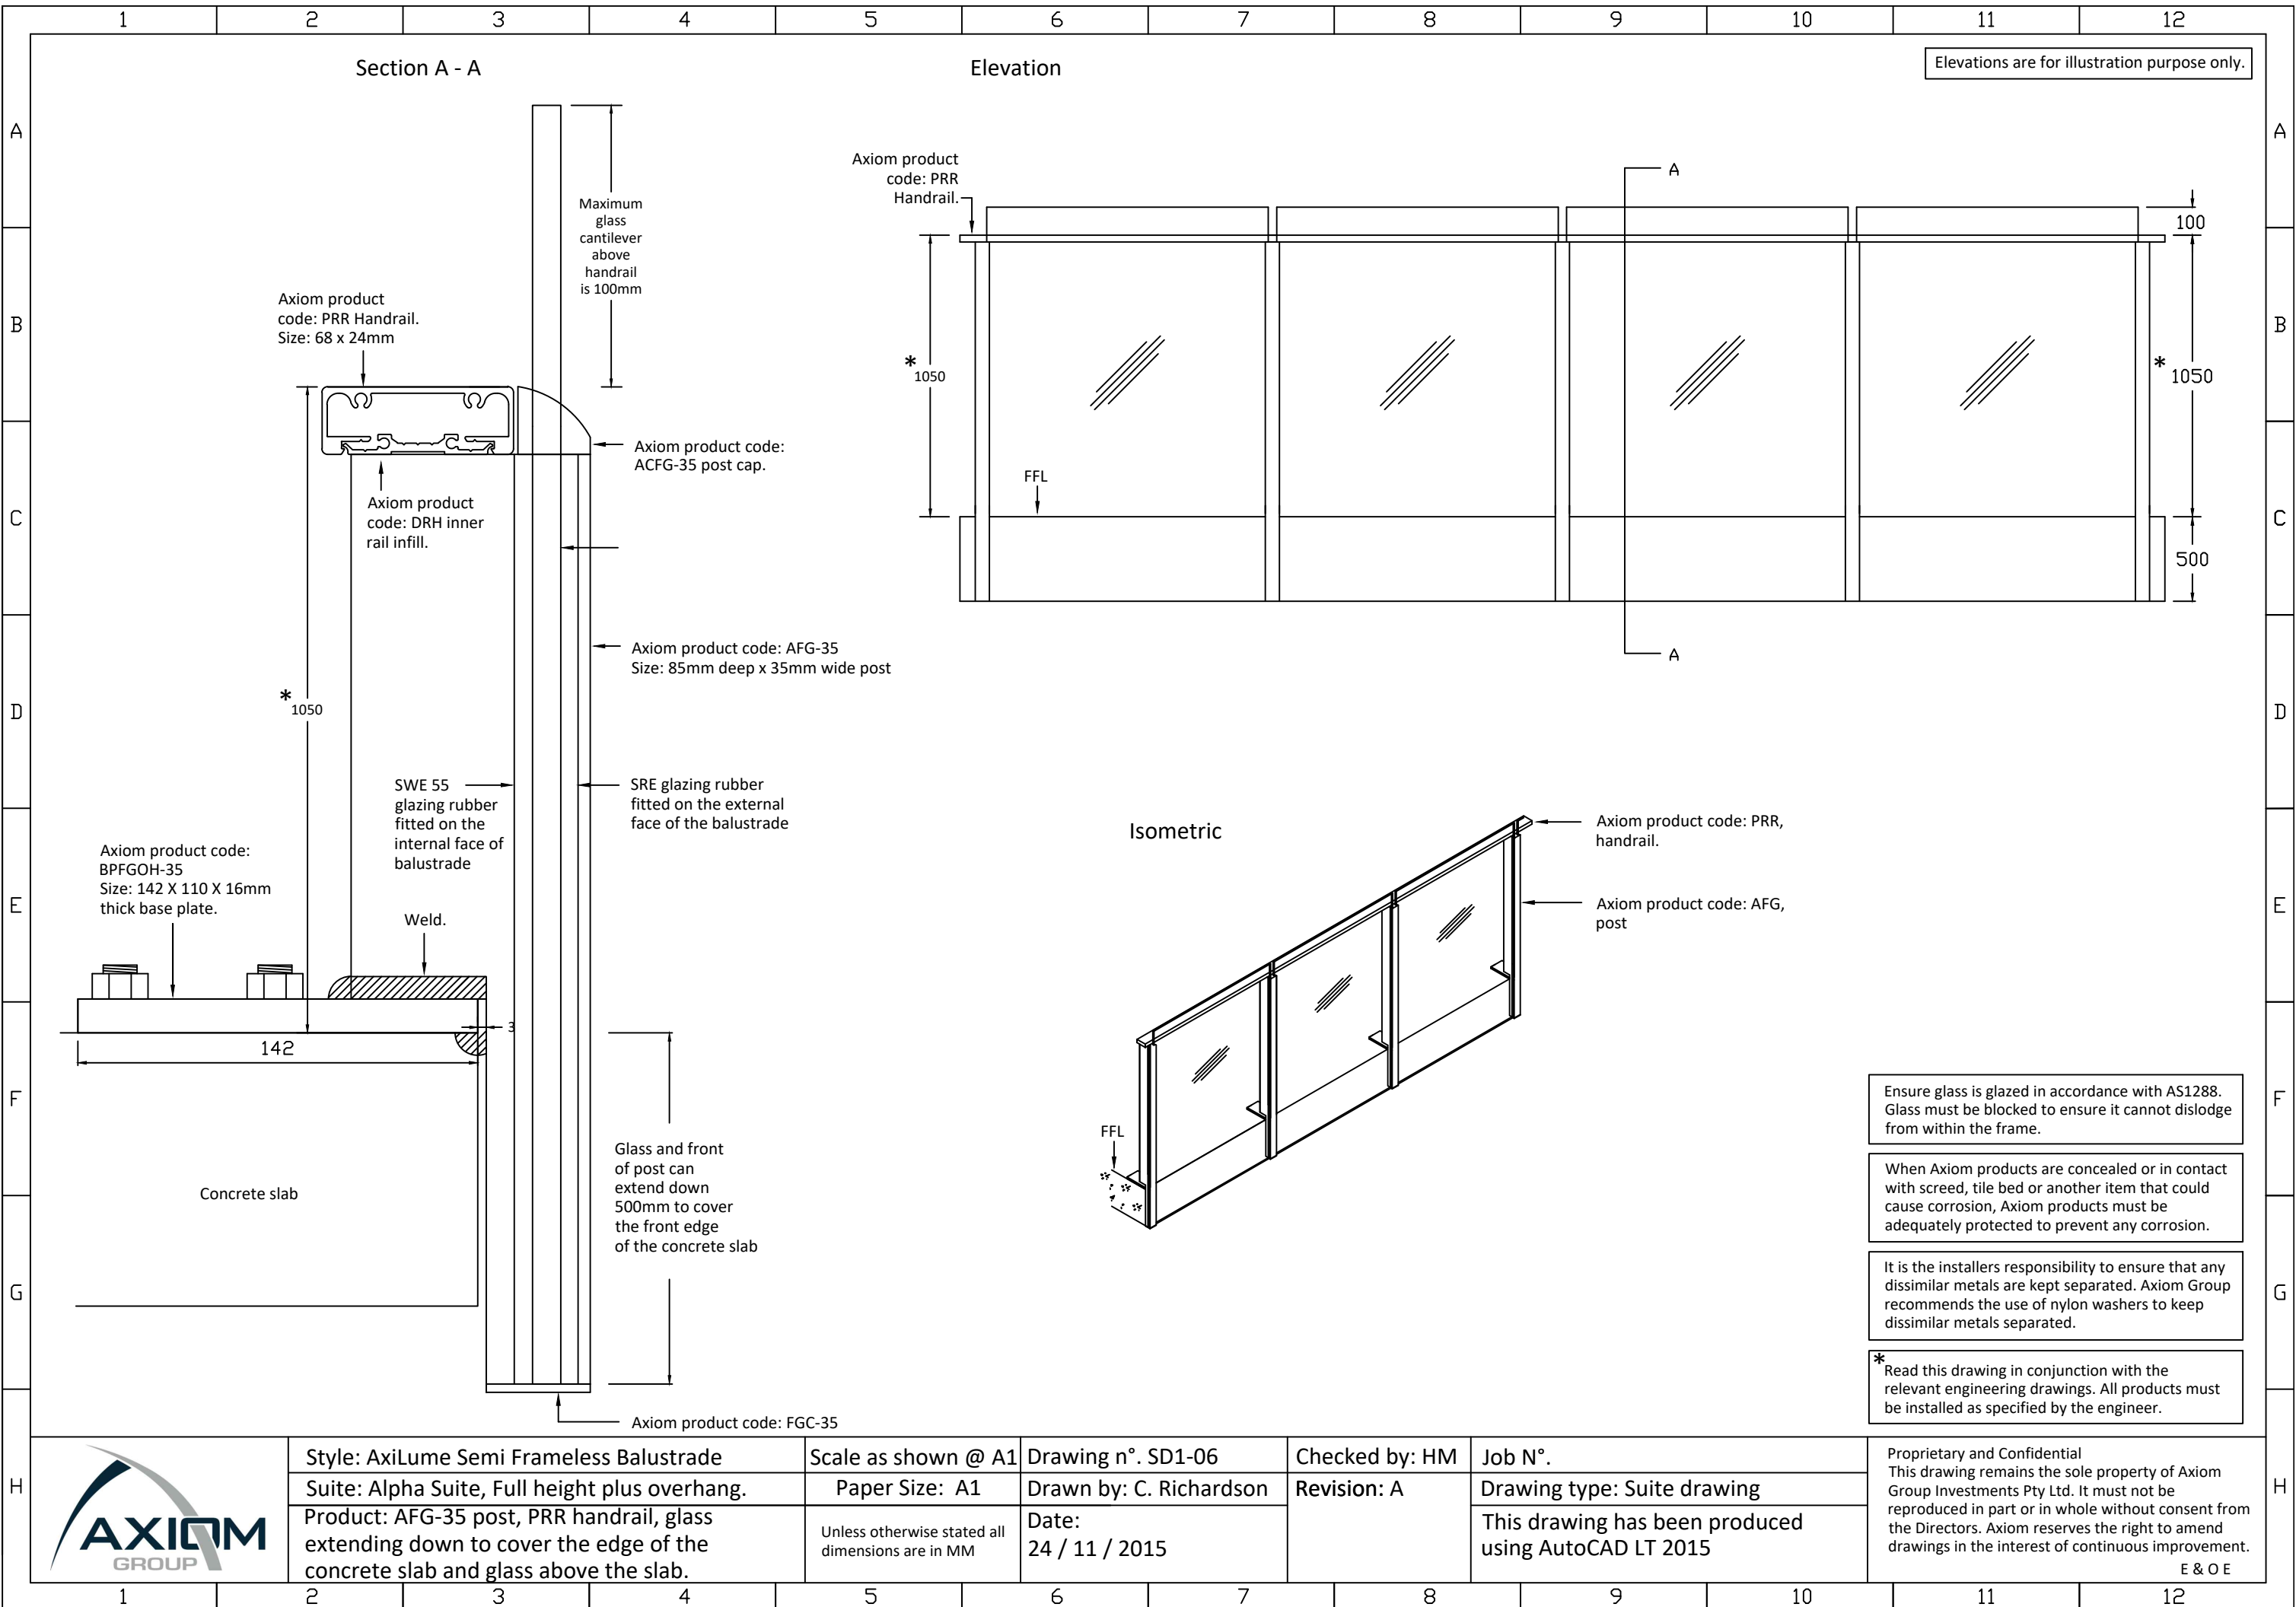 1 2 3 4 5 6 7 8 9 10 11 12
Section A - A
Elevation
Elevations are for illustration purpose only.
A
A
B
B
C
C
D
D
E
E
F
F
G
G
H
H
Maximum
glass
cantilever
above
handrail
is 100mm
Axiom product
code: PRR Handrail.
Size: 68 x 24mm
Axiom product code:
ACFG-35 post cap.
Axiom product
code: DRH inner
rail infill.
Axiom product code: AFG-35
Size: 85mm deep x 35mm wide post
*
1050
SWE 55
glazing rubber
fitted on the
internal face of
balustrade
SRE glazing rubber
fitted on the external
face of the balustrade
Axiom product code:
BPFGOH-35
Size: 142 X 110 X 16mm
thick base plate.
Weld.
3
142
Concrete slab
Glass and front
of post can
extend down
500mm to cover
the front edge
of the concrete slab
Axiom product code: FGC-35
Axiom product
code: PRR
Handrail.
A
A
100
*
1050
*
1050
FFL
500
Isometric
Axiom product code: PRR,
handrail.
Axiom product code: AFG,
post
FFL
Ensure glass is glazed in accordance with AS1288.
Glass must be blocked to ensure it cannot dislodge
from within the frame.
When Axiom products are concealed or in contact
with screed, tile bed or another item that could
cause corrosion, Axiom products must be
adequately protected to prevent any corrosion.
It is the installers responsibility to ensure that any
dissimilar metals are kept separated. Axiom Group
recommends the use of nylon washers to keep
dissimilar metals separated.
*
Read this drawing in conjunction with the
relevant engineering drawings. All products must
be installed as specified by the engineer.
AXIOM
GROUP
Style: AxiLume Semi Frameless Balustrade
Suite: Alpha Suite, Full height plus overhang.
Product: AFG-35 post, PRR handrail, glass
extending down to cover the edge of the
concrete slab and glass above the slab.
Scale as shown @ A1
Paper Size: A1
Unless otherwise stated all
dimensions are in MM
Drawing n°. SD1-06
Drawn by: C. Richardson
Date:
24 / 11 / 2015
Checked by: HM
Revision: A
Job N°.
Drawing type: Suite drawing
This drawing has been produced
using AutoCAD LT 2015
Proprietary and Confidential
This drawing remains the sole property of Axiom
Group Investments Pty Ltd. It must not be
reproduced in part or in whole without consent from
the Directors. Axiom reserves the right to amend
drawings in the interest of continuous improvement.
E & O E
1 2 3 4 5 6 7 8 9 10 11 12